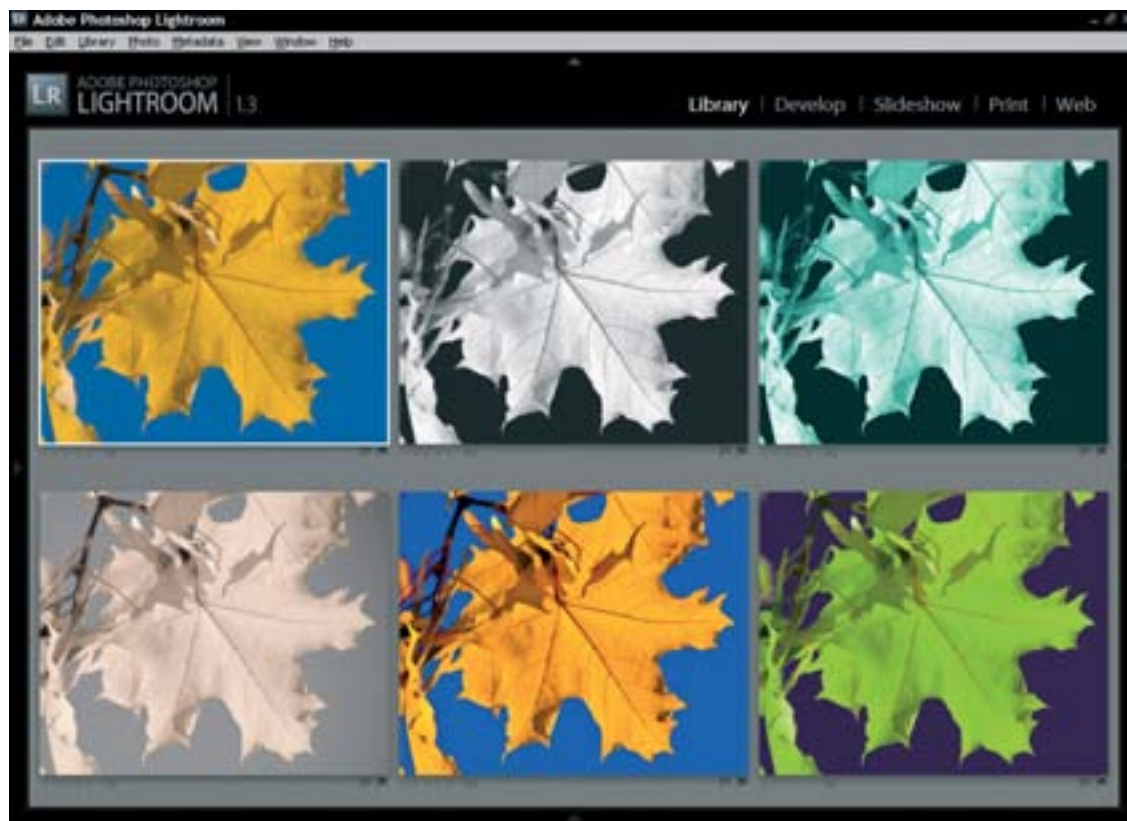 Adobe Photoshop Lightroom
File Edit Library Photo Metadata View Window Help
LR ADOBE PHOTOSHOP
LIGHTROOM 1.3
Library | Develop | Slideshow | Print | Web